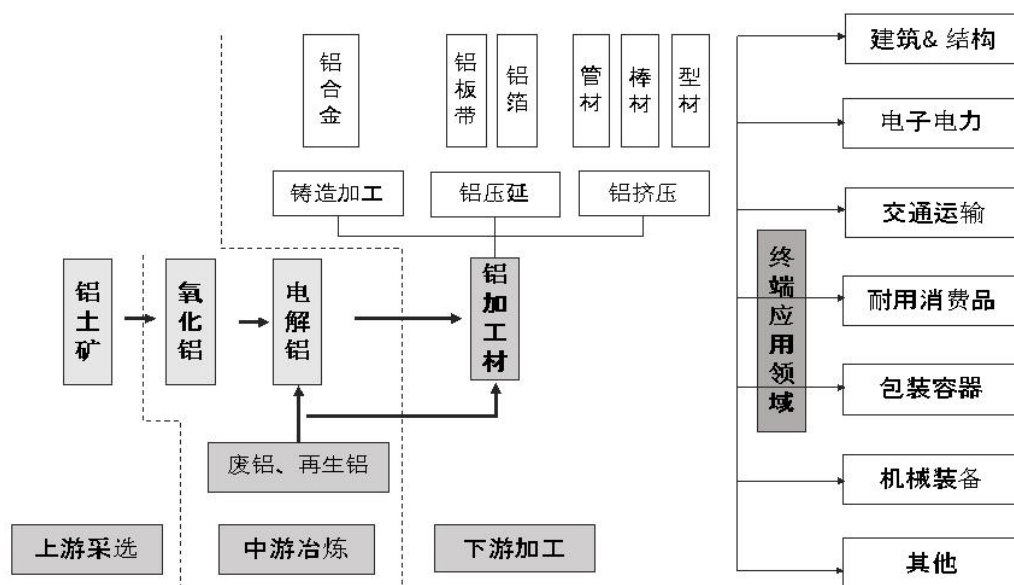 铝合金
铝板带
铝箔
管材
棒材
型材
铸造加工
铝压延
铝挤压
铝土矿
氧化铝
电解铝
铝加工材
废铝、再生铝
上游采选
中游冶炼
下游加工
终端应用领域
建筑& 结构
电子电力
交通运输
耐用消费品
包装容器
机械装备
其他